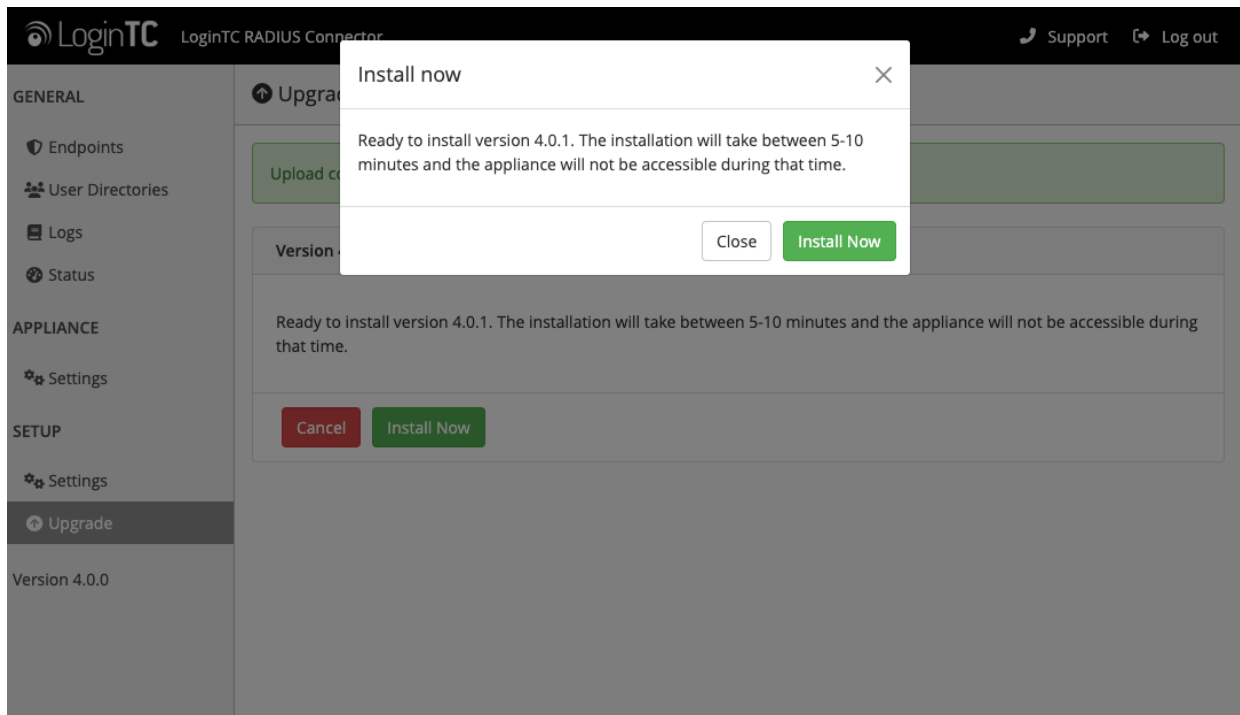 LoginTC LoginTC RADIUS Connector Support Log out
Install now
GENERAL
Endpoints
User Directories
Logs
Status
APPLIANCE
Settings
SETUP
Settings
Upgrade
Version 4.0.0
Ready to install version 4.0.1. The installation will take between 5-10
minutes and the appliance will not be accessible during that time.
Close Install Now
Upload
Version
Ready to install version 4.0.1. The installation will take between 5-10 minutes and the appliance will not be accessible during
that time.
Cancel Install Now